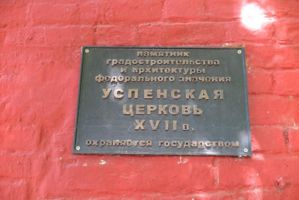 памятник
градостроительства
и архитектуры
федерального значения
УСПЕНСКАЯ
ЦЕРКОВЬ
XVII в.
охраняется государством